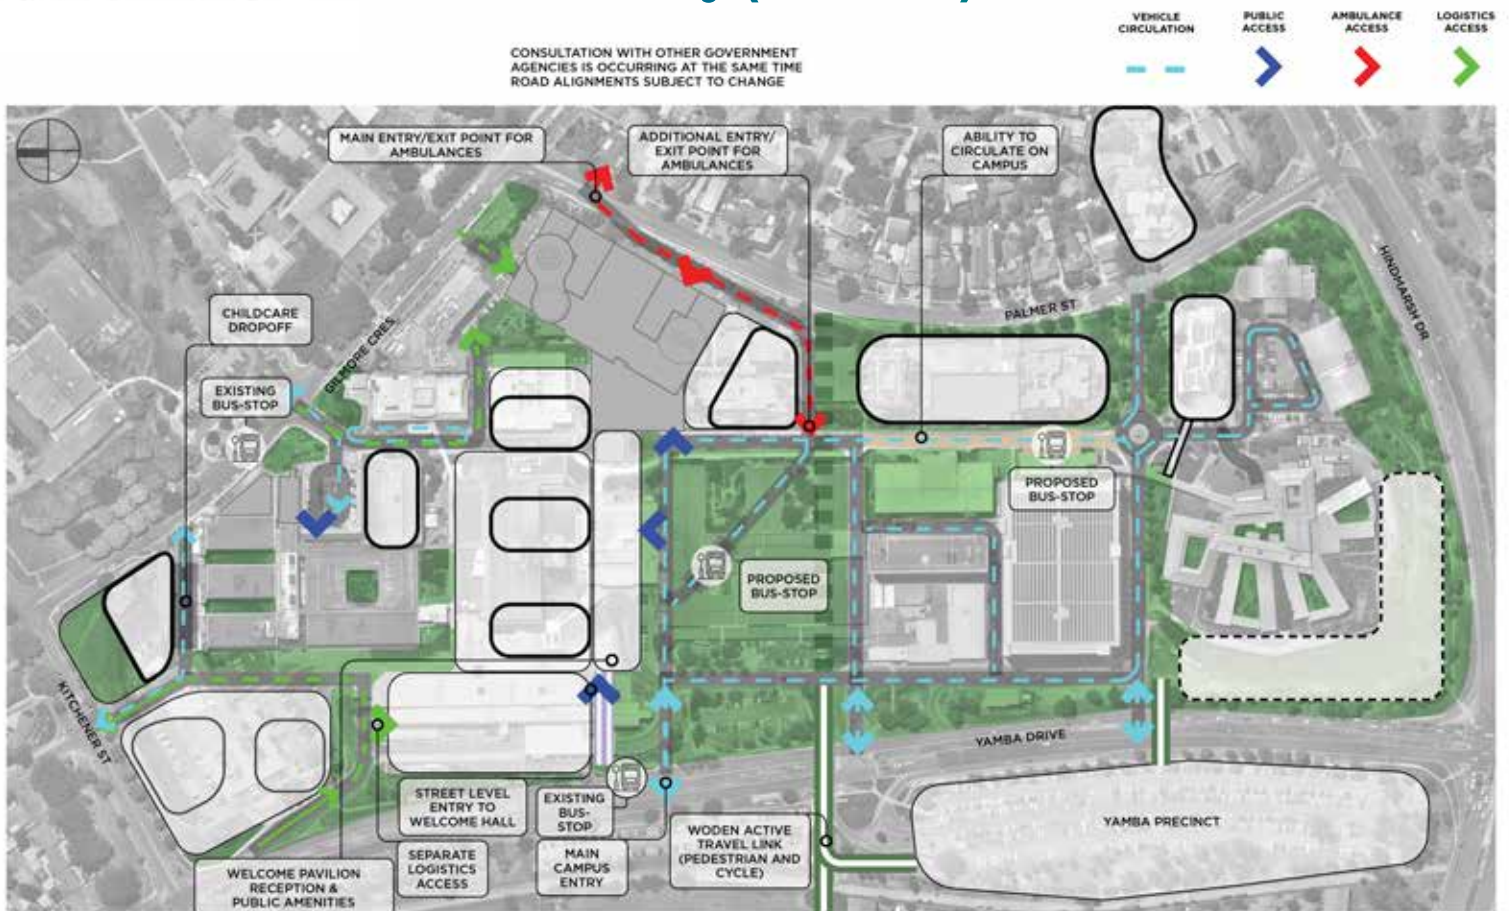 VEHICLE
CIRCULATION
PUBLIC
ACCESS
AMBULANCE
ACCESS
LOGISTICS
ACCESS
CONSULTATION WITH OTHER GOVERNMENT
AGENCIES IS OCCURRING AT THE SAME TIME
ROAD ALIGNMENTS SUBJECT TO CHANGE
MAIN ENTRY/EXIT POINT FOR
AMBULANCES
ADDITIONAL ENTRY/
EXIT POINT FOR
AMBULANCES
ABILITY TO
CIRCULATE ON
CAMPUS
HINDMARSH DR
PALMER ST
CHILDCARE
DROPOFF
GILMORE CRES
EXISTING
BUS-STOP
PROPOSED
BUS-STOP
PROPOSED
BUS-STOP
KITCHENER ST
YAMBA DRIVE
STREET LEVEL
ENTRY TO
WELCOME HALL
EXISTING
BUS-
STOP
YAMBA PRECINCT
WODEN ACTIVE
TRAVEL LINK
(PEDESTRIAN AND
CYCLE)
SEPARATE
LOGISTICS
ACCESS
MAIN
CAMPUS
ENTRY
WELCOME PAVILION
RECEPTION &
PUBLIC AMENITIES